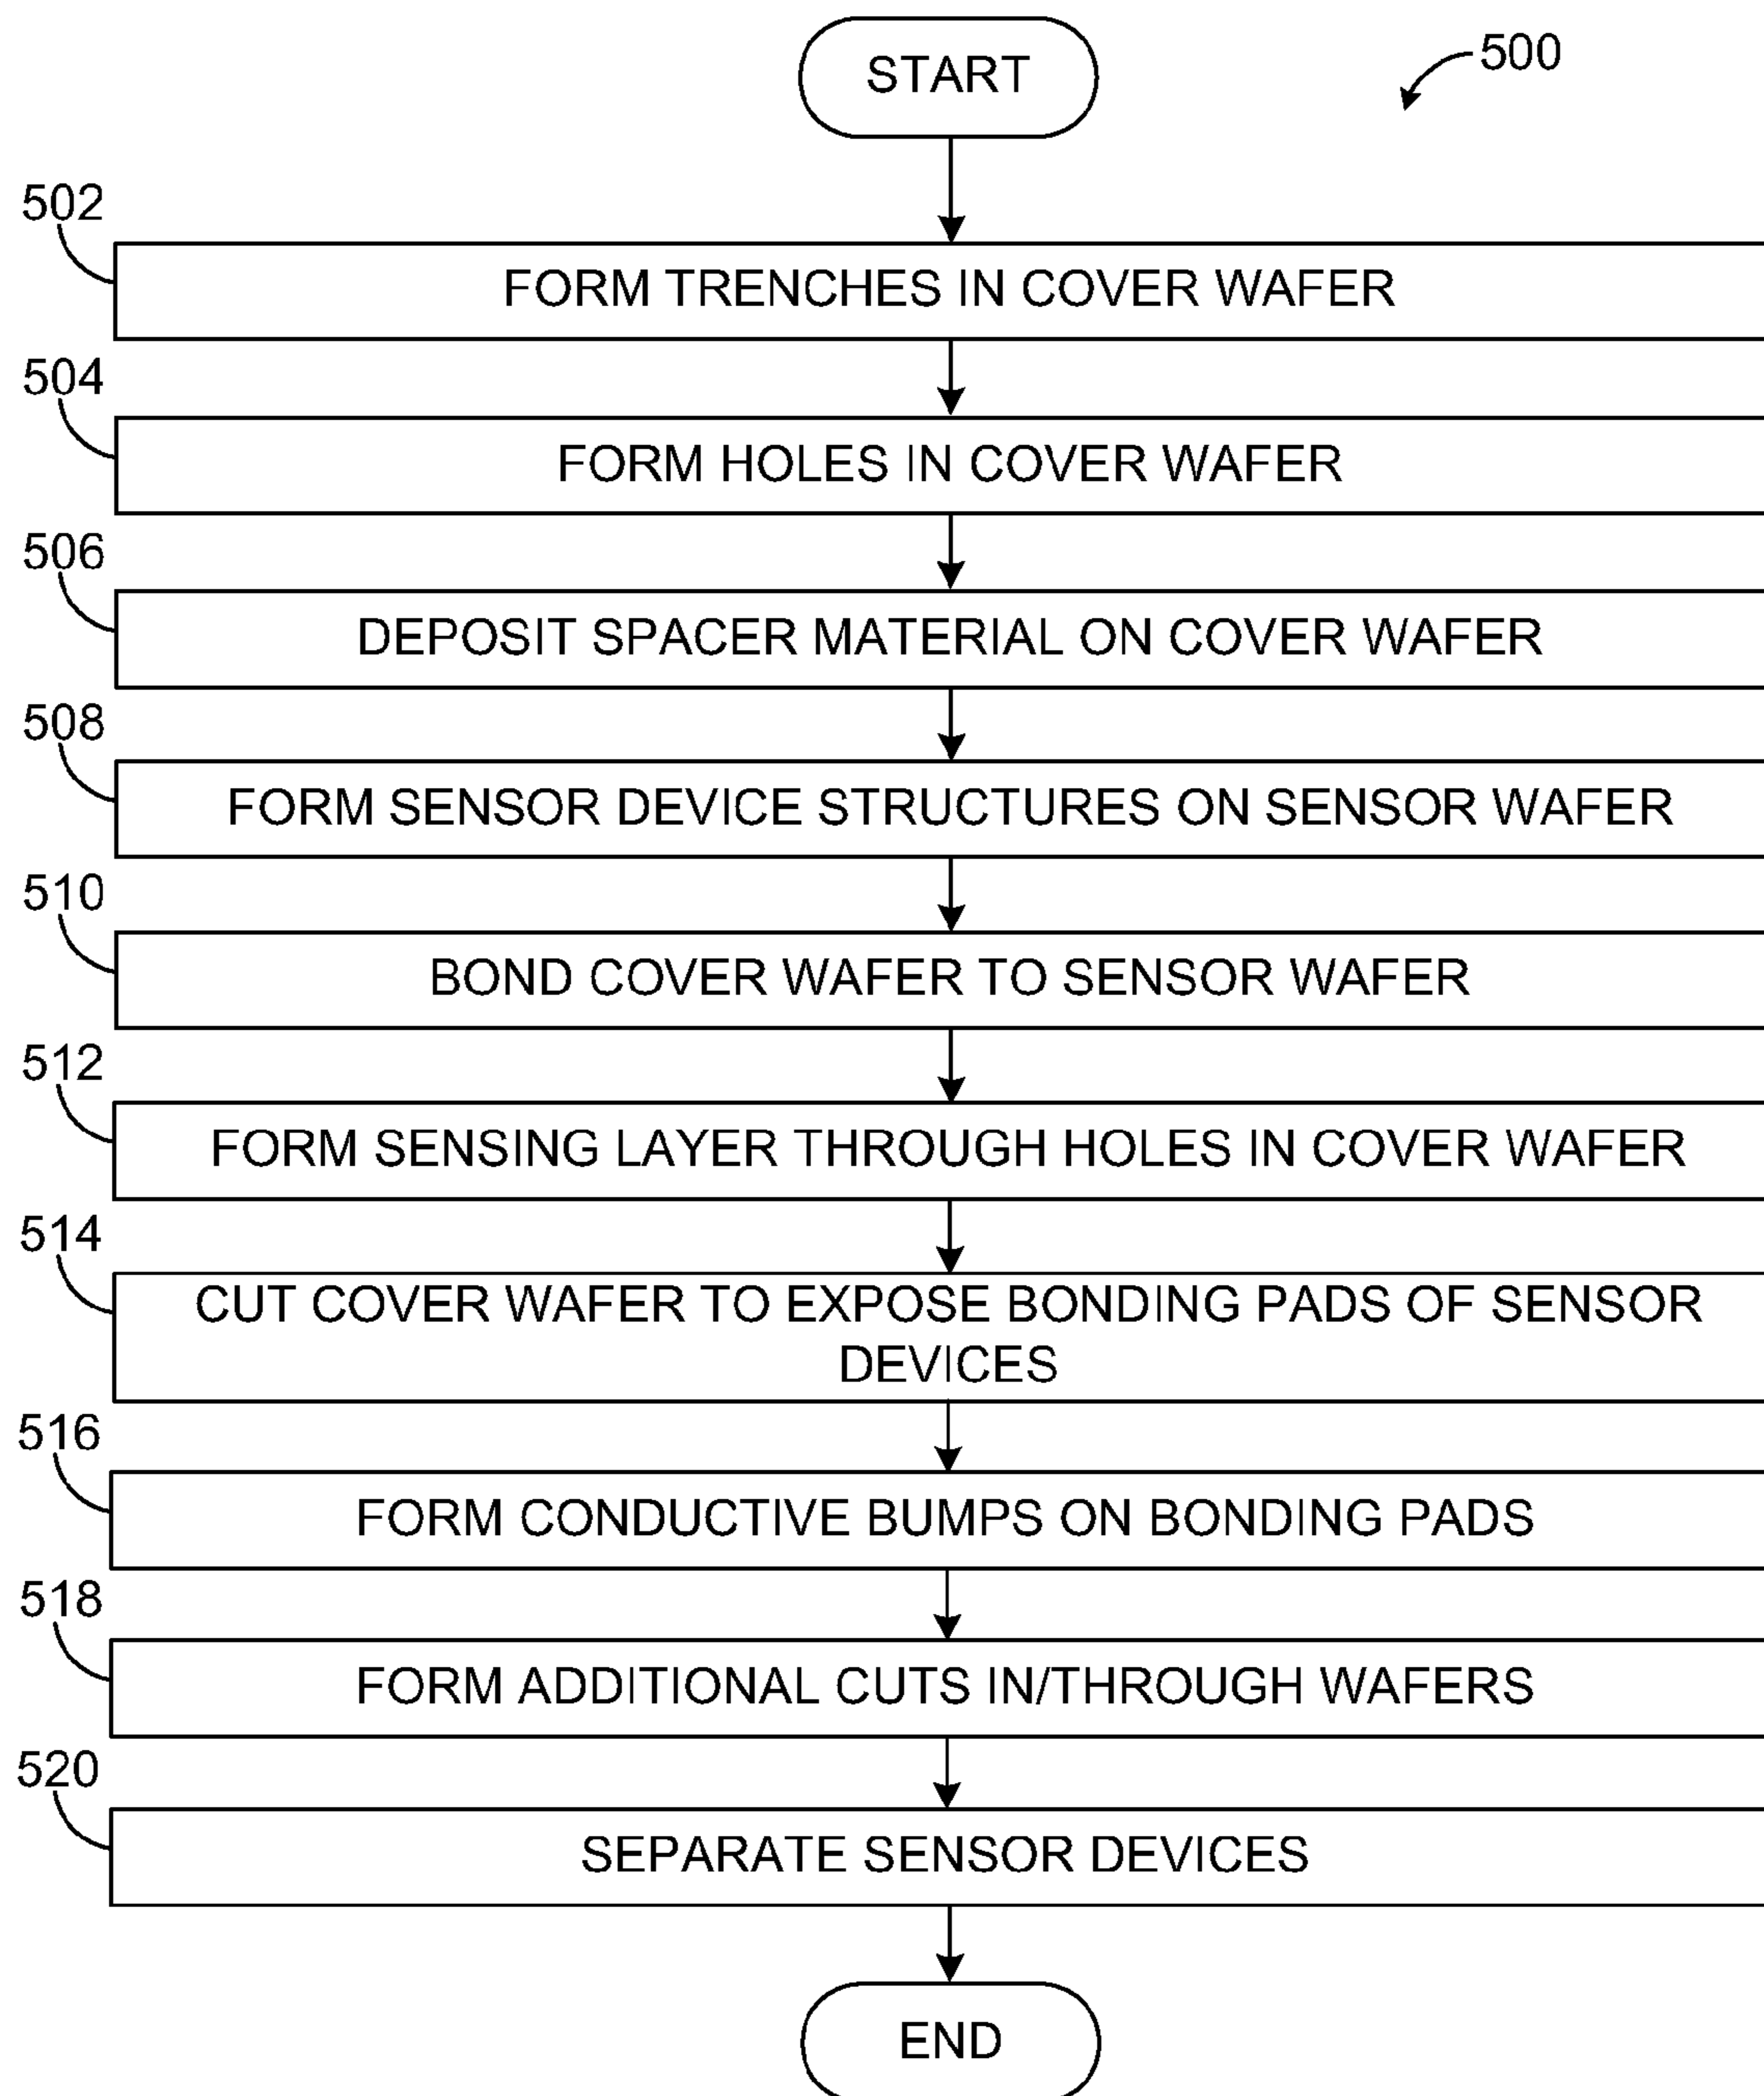 START
500
502
FORM TRENCHES IN COVER WAFER
504
FORM HOLES IN COVER WAFER
506
DEPOSIT SPACER MATERIAL ON COVER WAFER
508
FORM SENSOR DEVICE STRUCTURES ON SENSOR WAFER
510
BOND COVER WAFER TO SENSOR WAFER
512
FORM SENSING LAYER THROUGH HOLES IN COVER WAFER
514
CUT COVER WAFER TO EXPOSE BONDING PADS OF SENSOR
DEVICES
516
FORM CONDUCTIVE BUMPS ON BONDING PADS
518
FORM ADDITIONAL CUTS IN/THROUGH WAFERS
520
SEPARATE SENSOR DEVICES
END